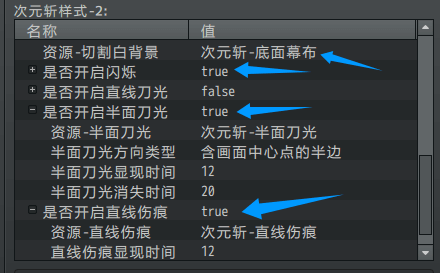 次元斩样式-2:
名称 值
资源-切割白背景 次元斩-底面幕布
是否开启闪烁 true
是否开启直线刀光 false
是否开启半面刀光 true
资源-半面刀光 次元斩-半面刀光
半面刀光方向类型 含画面中心点的半边
半面刀光显现时间 12
半面刀光消失时间 20
是否开启直线伤痕 true
资源-直线伤痕 次元斩-直线伤痕
直线伤痕显现时间 12